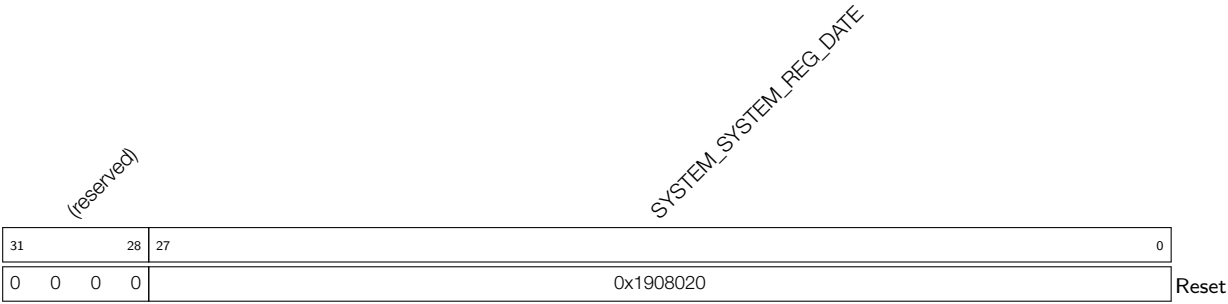 (reserved)
SYSTEM_SYSTEM_REG_DATE
31 28 27 0
0 0 0 0 0x1908020 Reset